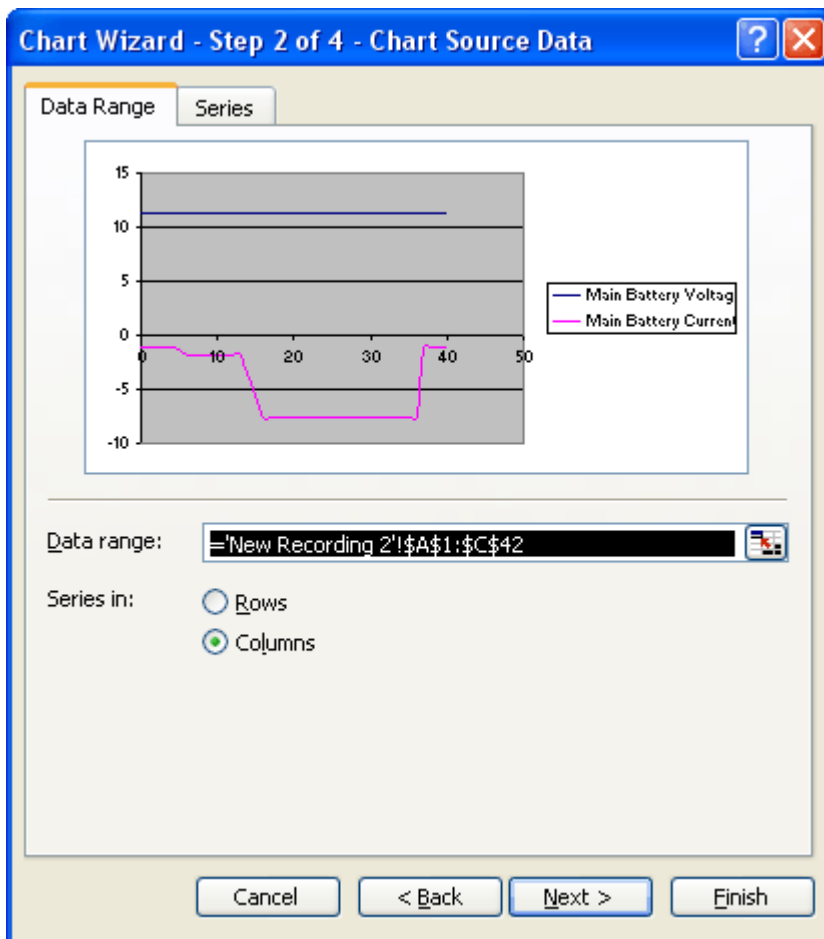 Chart Wizard - Step 2 of 4 - Chart Source Data
?
Data Range
Series
15
10
5
0
-5
-10
0
10
20
30
40
50
Main Battery Voltag
Main Battery Current
Data range:
='New Recording 2'!$A$1:$C$42
Series in:
Rows
Columns
Cancel
< Back
Next >
Finish